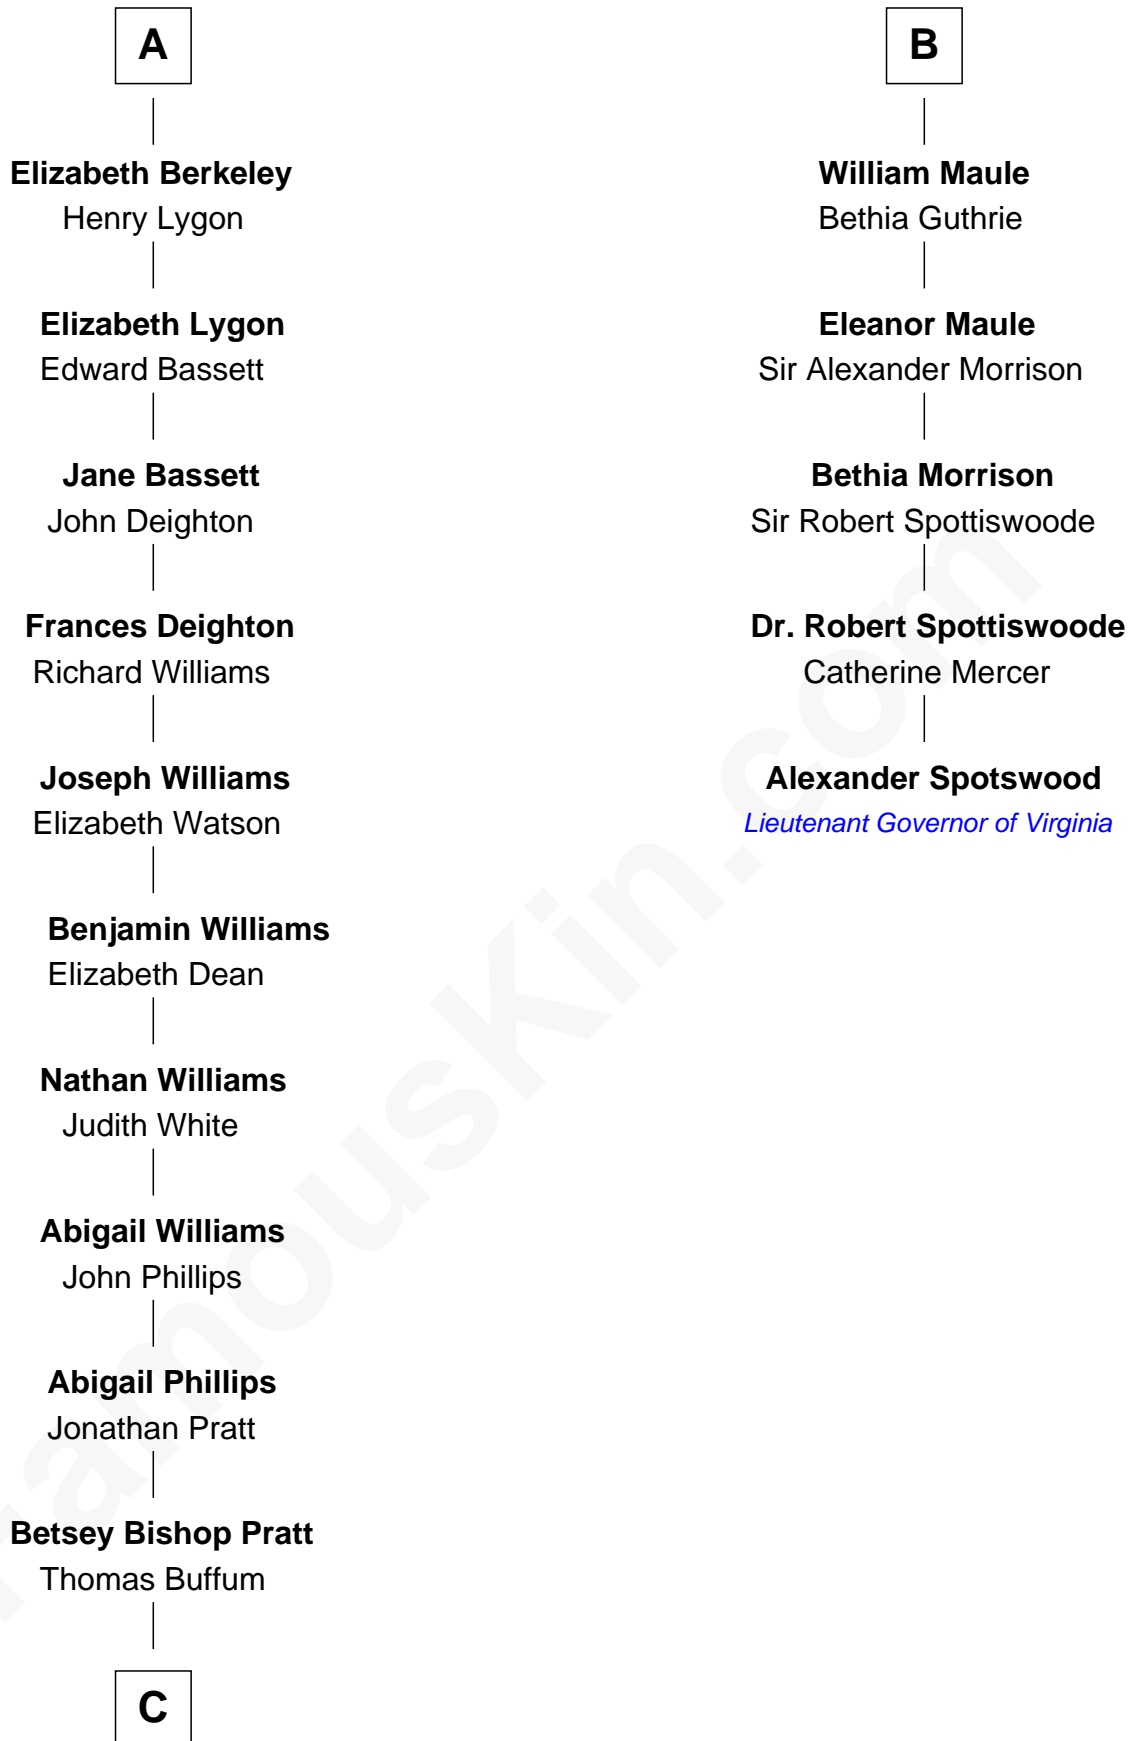 A
Elizabeth Berkeley
Henry Lygon
Elizabeth Lygon
Edward Bassett
Jane Bassett
John Deighton
Frances Deighton
Richard Williams
Joseph Williams
Elizabeth Watson
Benjamin Williams
Elizabeth Dean
Nathan Williams
Judith White
Abigail Williams
John Phillips
Abigail Phillips
Jonathan Pratt
Betsey Bishop Pratt
Thomas Buffum
C
B
William Maule
Bethia Guthrie
Eleanor Maule
Sir Alexander Morrison
Bethia Morrison
Sir Robert Spottiswoode
Dr. Robert Spottiswoode
Catherine Mercer
Alexander Spotswood
Lieutenant Governor of Virginia
FamousKin.com